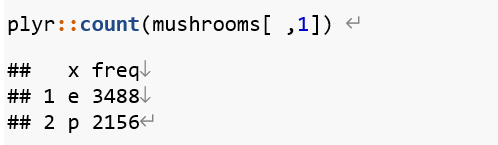 plyr::count(mushrooms[ ,1]) ↵
##   x freq↓
## 1 e 3488↓
## 2 p 2156↵